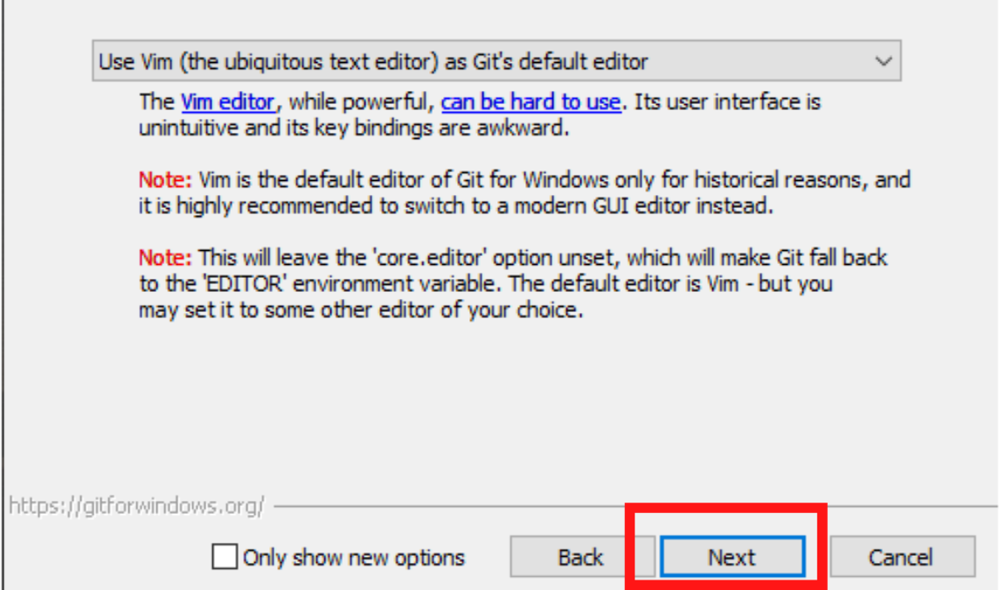 Use Vim (the ubiquitous text editor) as Git's default editor
The Vim editor, while powerful, can be hard to use. Its user interface is
unintuitive and its key bindings are awkward.
Note: Vim is the default editor of Git for Windows only for historical reasons, and
it is highly recommended to switch to a modern GUI editor instead.
Note: This will leave the 'core.editor' option unset, which will make Git fall back
to the 'EDITOR' environment variable. The default editor is Vim - but you
may set it to some other editor of your choice.
https://gitforwindows.org/
Only show new options Back Next Cancel